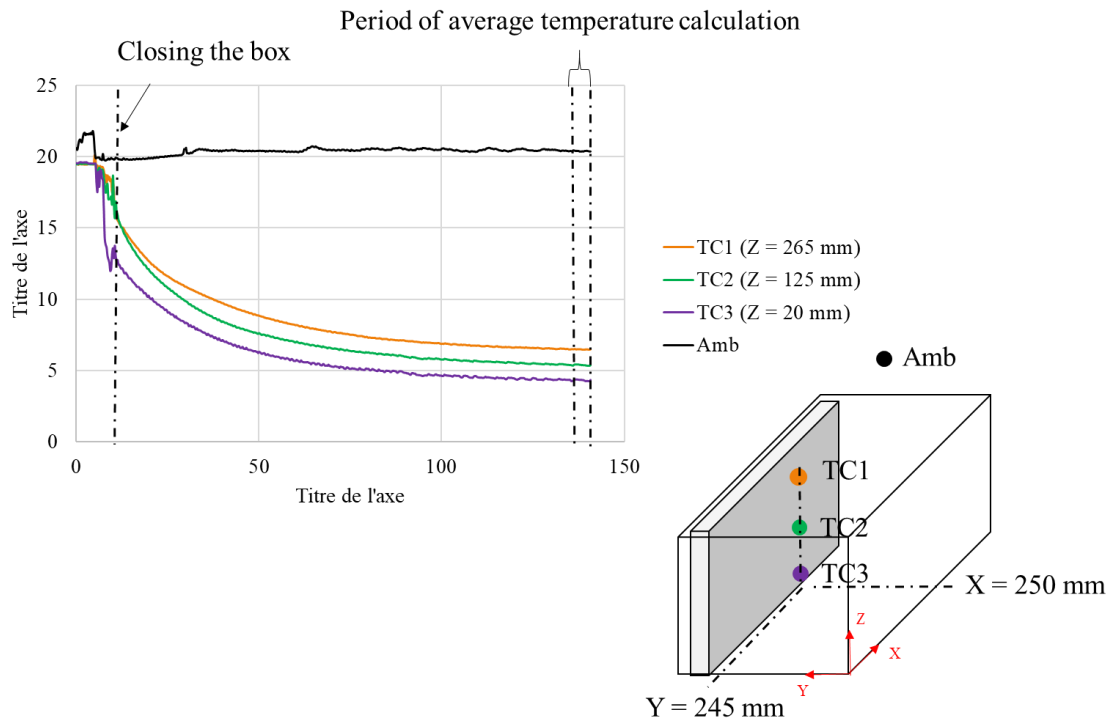 Period of average temperature calculation
Closing the box
25
20
15
10
5
0
0 50 100 150
Titre de l'axe
Titre de l'axe
TC1 (Z = 265 mm)
TC2 (Z = 125 mm)
TC3 (Z = 20 mm)
Amb
Amb
TC1
TC2
TC3
X = 250 mm
Z
X
Y
Y = 245 mm